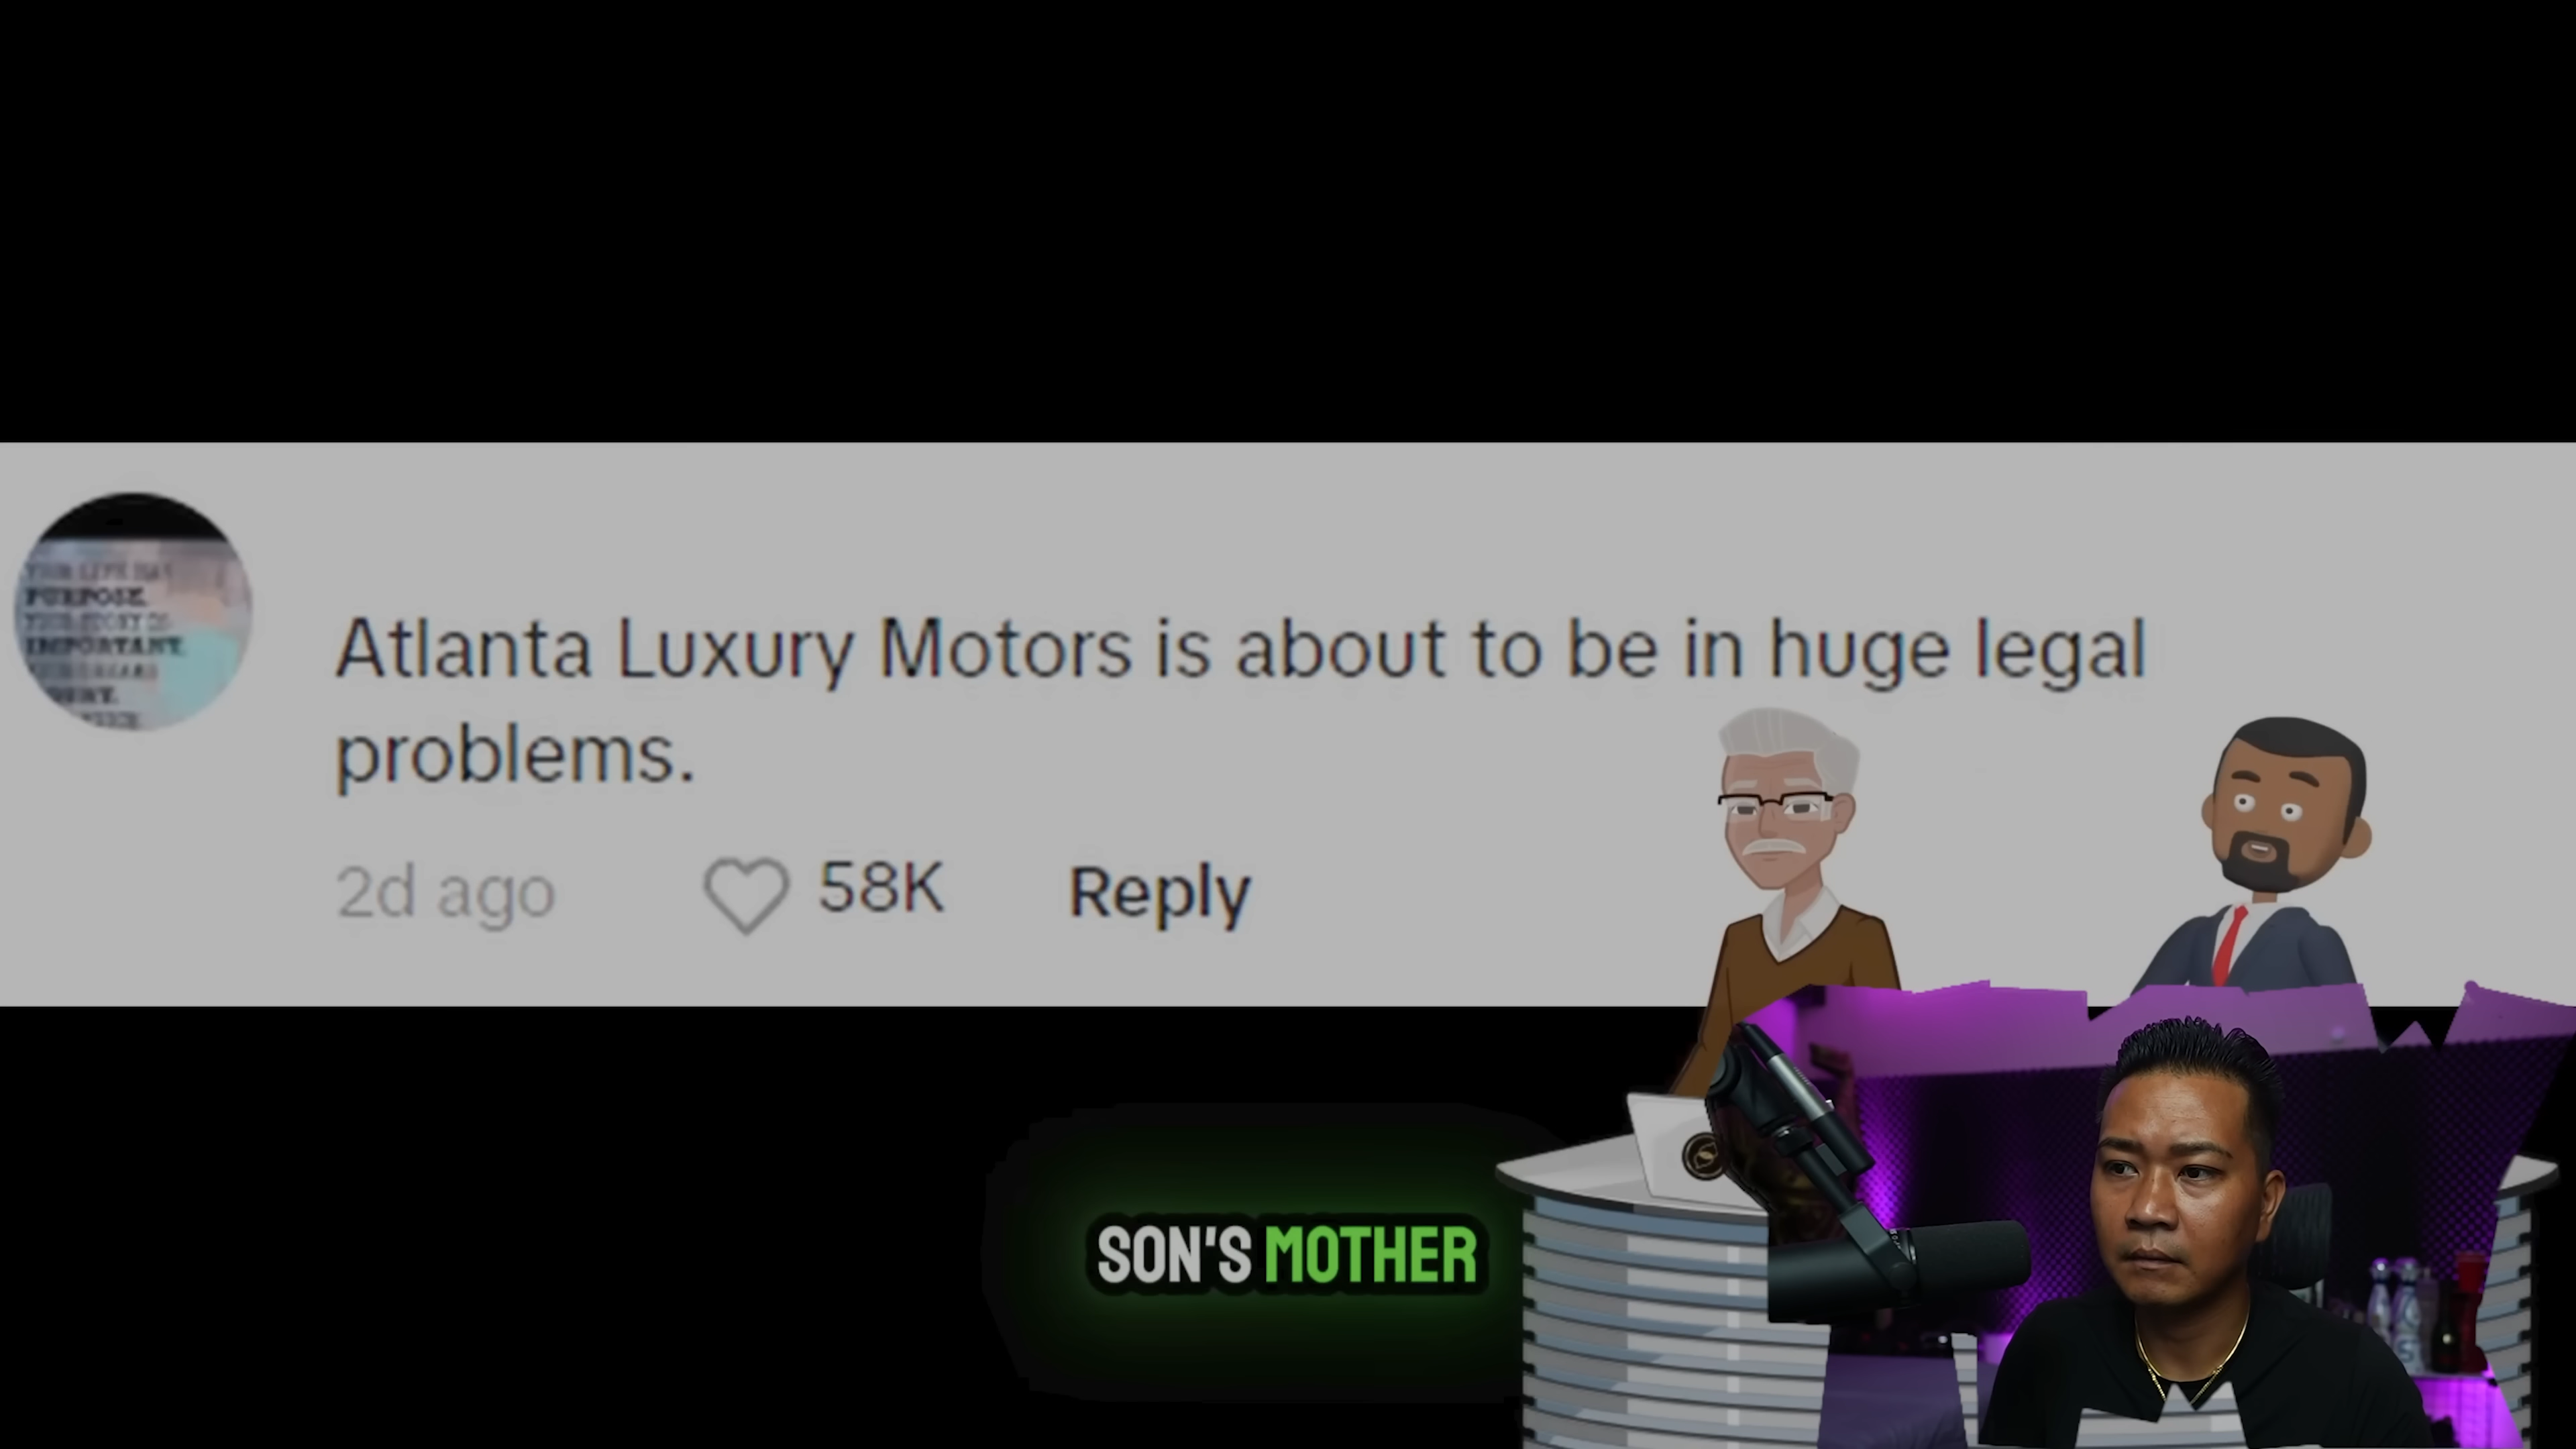 PURPOSE.
IMPORTANT.
Atlanta Luxury Motors is about to be in huge legal
problems.
2d ago 58K Reply
SON'S MOTHER